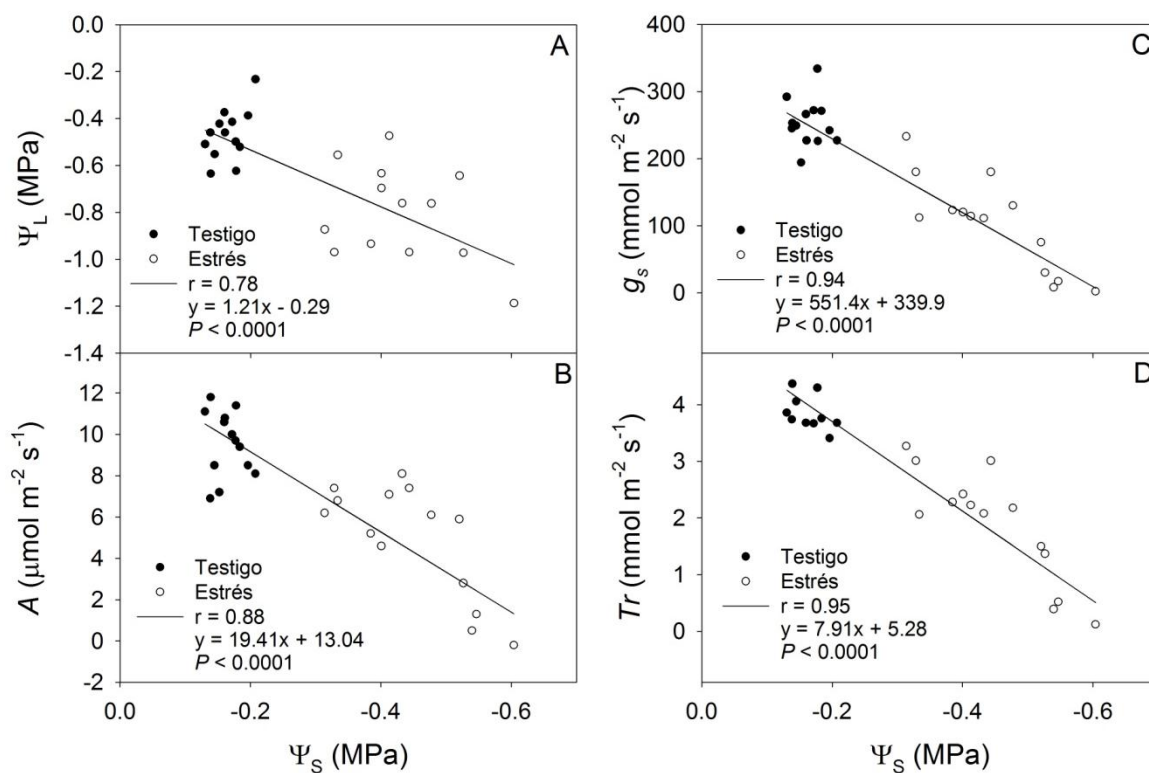 A
0.0
-0.2
-0.4
-0.6
-0.8
-1.0
-1.2
-1.4
Ψ_L (MPa)
Testigo
Estrés
r = 0.78
y = 1.21x - 0.29
P < 0.0001
B
12
10
8
6
4
2
0
-2
A (μmol m⁻² s⁻¹)
Testigo
Estrés
r = 0.88
y = 19.41x + 13.04
P < 0.0001
0.0 -0.2 -0.4 -0.6
Ψ_S (MPa)
C
400
300
200
100
0
g_s (mmol m⁻² s⁻¹)
Testigo
Estrés
r = 0.94
y = 551.4x + 339.9
P < 0.0001
D
4
3
2
1
0
Tr (mmol m⁻² s⁻¹)
Testigo
Estrés
r = 0.95
y = 7.91x + 5.28
P < 0.0001
0.0 -0.2 -0.4 -0.6
Ψ_S (MPa)